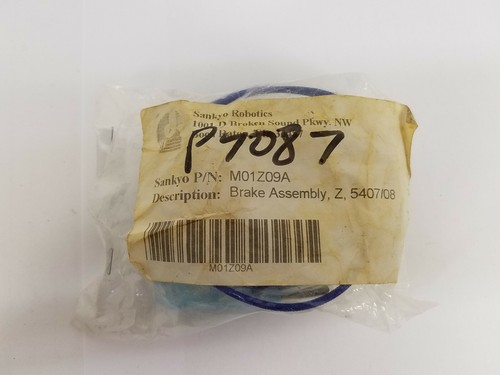 Sankyo Robotics
1001-D Broken Sound Pkwy, NW
P7087
Sankyo P/N: M01Z09A
Description: Brake Assembly, Z, 5407/08
M01Z09A